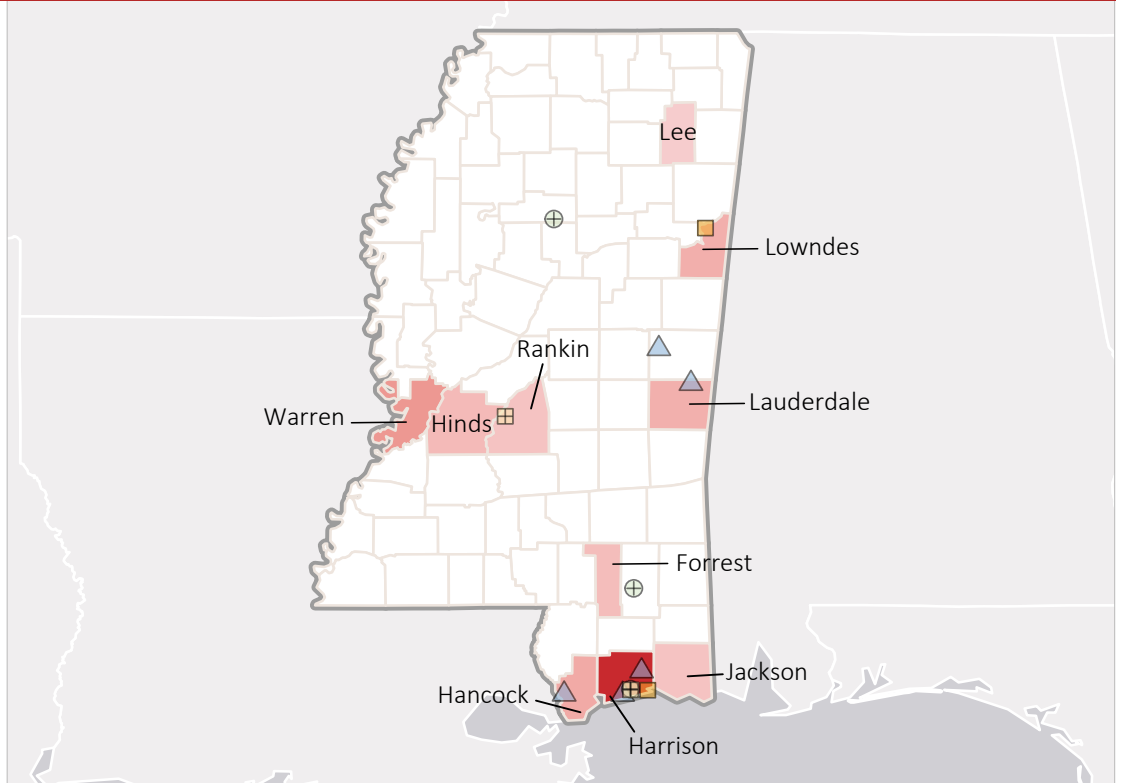 Lee
Lowndes
Rankin
Lauderdale
Warren
Hinds
Forrest
Jackson
Hancock
Harrison